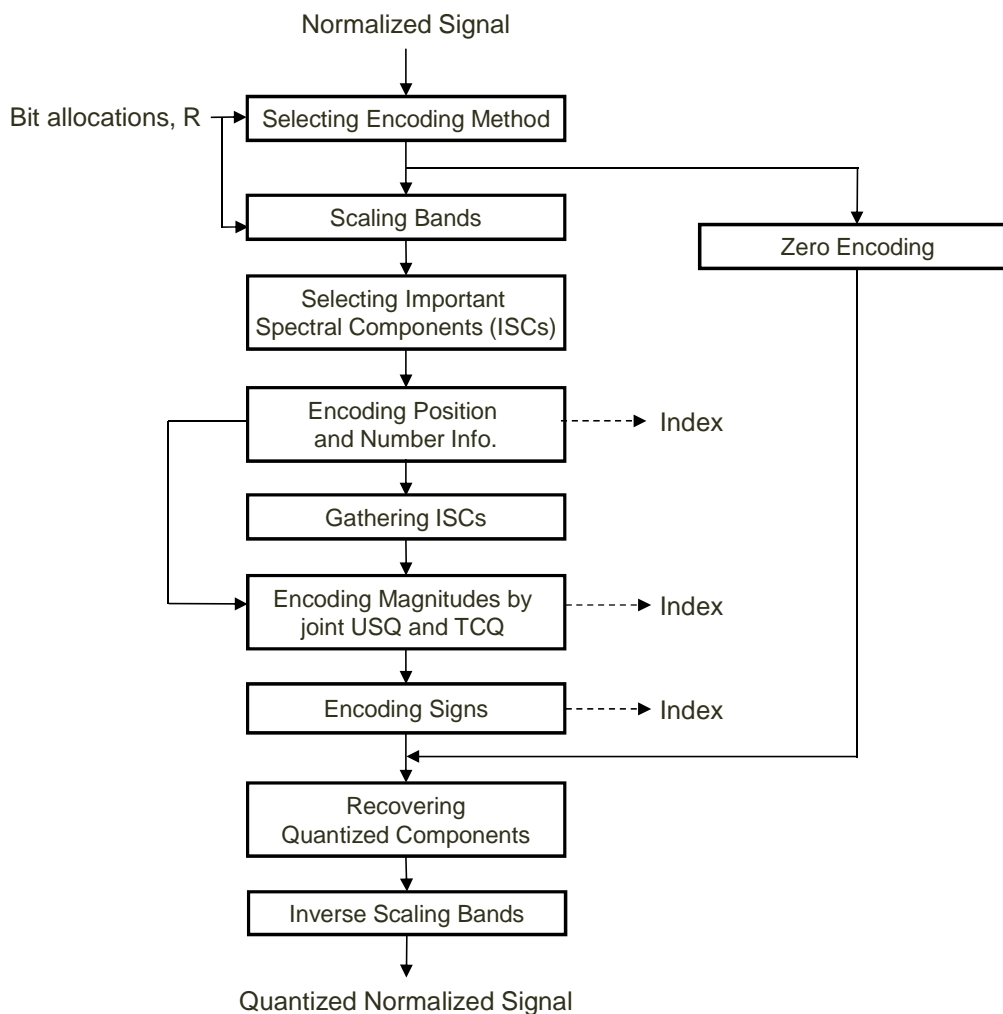 Normalized Signal
Bit allocations, R
Selecting Encoding Method
Scaling Bands
Zero Encoding
Selecting Important
Spectral Components (ISCs)
Encoding Position
and Number Info.
Index
Gathering ISCs
Encoding Magnitudes by
joint USQ and TCQ
Index
Encoding Signs
Index
Recovering
Quantized Components
Inverse Scaling Bands
Quantized Normalized Signal